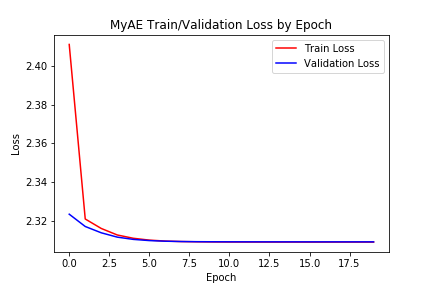 MyAE Train/Validation Loss by Epoch
Train Loss
Validation Loss
Loss
2.40
2.38
2.36
2.34
2.32
0.0 2.5 5.0 7.5 10.0 12.5 15.0 17.5
Epoch